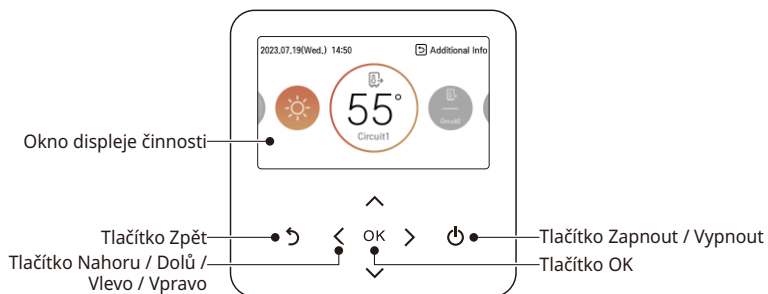 2023.07.19(Wed.) 14:50
Additional Info
55°
Circuit1
Circuit2
Okno displeje činnosti
OK
Tlačítko Zpět
Tlačítko Nahoru / Dolů /
Vlevo / Vpravo
Tlačítko Zapnout / Vypnout
Tlačítko OK